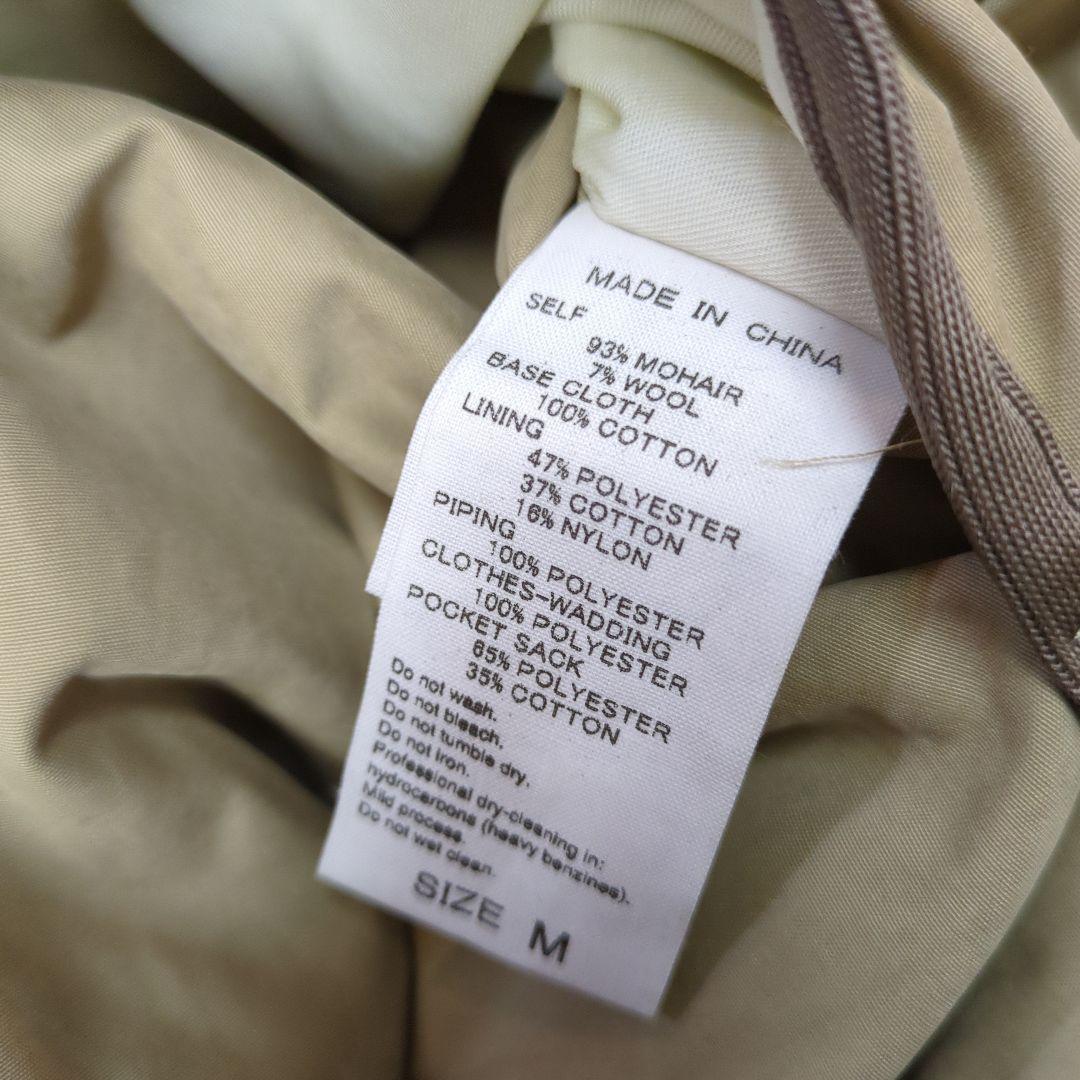 MADE IN CHINA
SELF
93% MOHAIR
7% WOOL
BASE CLOTH
100% COTTON
LINING
47% POLYESTER
37% COTTON
16% NYLON
PIPING
100% POLYESTER
CLOTHES-WADDING
100% POLYESTER
POCKET SACK
65% POLYESTER
35% COTTON
Do not wash.
Do not bleach.
Do not tumble dry.
Do not iron.
Professional dry-cleaning in:
hydrocarbons (heavy benzines).
Mild process.
Do not wet clean.
SIZE M